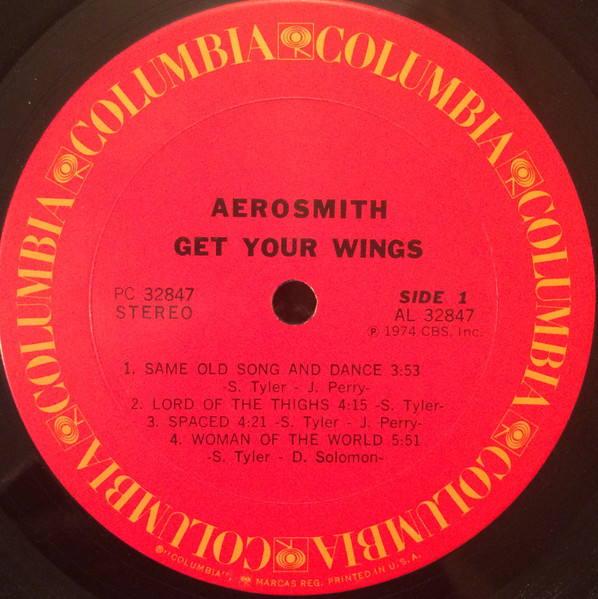 COLUMBIA COLUMBIA COLUMBIA COLUMBIA COLUMBIA COLUMBIA
AEROSMITH
GET YOUR WINGS
PC 32847
STEREO
SIDE 1
AL 32847
℗ 1974 CBS, Inc.
1. SAME OLD SONG AND DANCE 3:53
-S. Tyler - J. Perry-
2. LORD OF THE THIGHS 4:15 -S. Tyler-
3. SPACED 4:21 -S. Tyler - J. Perry-
4. WOMAN OF THE WORLD 5:51
-S. Tyler - D. Solomon-
©"COLUMBIA", MARCAS REG. PRINTED IN U.S.A.